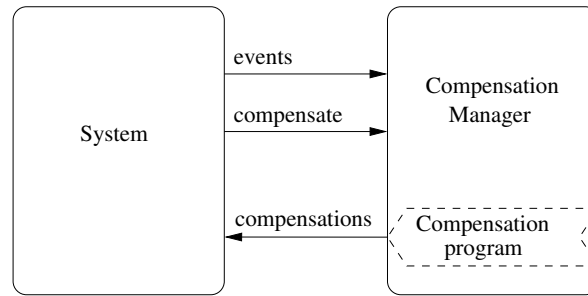 System
events
compensate
compensations
Compensation
Manager
Compensation
program